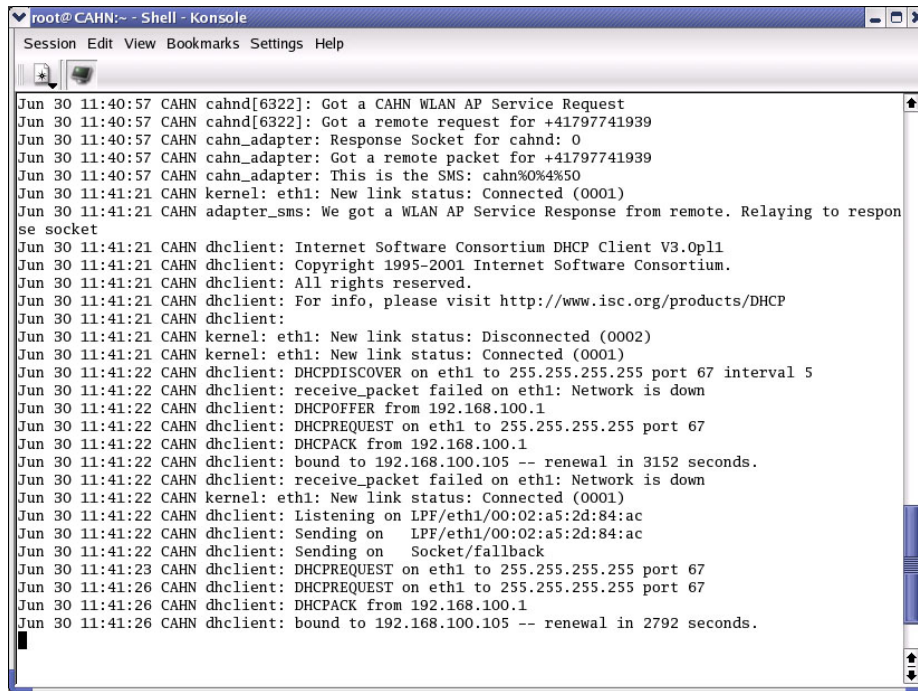 root@CAHN:~ - Shell - Konsole
Session Edit View Bookmarks Settings Help
Jun 30 11:40:57 CAHN cahnd[6322]: Got a CAHN WLAN AP Service Request
Jun 30 11:40:57 CAHN cahnd[6322]: Got a remote request for +41797741939
Jun 30 11:40:57 CAHN cahn_adapter: Response Socket for cahnd: 0
Jun 30 11:40:57 CAHN cahn_adapter: Got a remote packet for +41797741939
Jun 30 11:40:57 CAHN cahn_adapter: This is the SMS: cahn%0%4%50
Jun 30 11:41:21 CAHN kernel: eth1: New link status: Connected (0001)
Jun 30 11:41:21 CAHN adapter_sms: We got a WLAN AP Service Response from remote. Relaying to respon
se socket
Jun 30 11:41:21 CAHN dhclient: Internet Software Consortium DHCP Client V3.0pl1
Jun 30 11:41:21 CAHN dhclient: Copyright 1995-2001 Internet Software Consortium.
Jun 30 11:41:21 CAHN dhclient: All rights reserved.
Jun 30 11:41:21 CAHN dhclient: For info, please visit http://www.isc.org/products/DHCP
Jun 30 11:41:21 CAHN dhclient:
Jun 30 11:41:21 CAHN kernel: eth1: New link status: Disconnected (0002)
Jun 30 11:41:21 CAHN kernel: eth1: New link status: Connected (0001)
Jun 30 11:41:22 CAHN dhclient: DHCPDISCOVER on eth1 to 255.255.255.255 port 67 interval 5
Jun 30 11:41:22 CAHN dhclient: receive_packet failed on eth1: Network is down
Jun 30 11:41:22 CAHN dhclient: DHCPOFFER from 192.168.100.1
Jun 30 11:41:22 CAHN dhclient: DHCPREQUEST on eth1 to 255.255.255.255 port 67
Jun 30 11:41:22 CAHN dhclient: DHCPACK from 192.168.100.1
Jun 30 11:41:22 CAHN dhclient: bound to 192.168.100.105 -- renewal in 3152 seconds.
Jun 30 11:41:22 CAHN dhclient: receive_packet failed on eth1: Network is down
Jun 30 11:41:22 CAHN kernel: eth1: New link status: Connected (0001)
Jun 30 11:41:22 CAHN dhclient: Listening on LPF/eth1/00:02:a5:2d:84:ac
Jun 30 11:41:22 CAHN dhclient: Sending on   LPF/eth1/00:02:a5:2d:84:ac
Jun 30 11:41:22 CAHN dhclient: Sending on   Socket/fallback
Jun 30 11:41:23 CAHN dhclient: DHCPREQUEST on eth1 to 255.255.255.255 port 67
Jun 30 11:41:26 CAHN dhclient: DHCPREQUEST on eth1 to 255.255.255.255 port 67
Jun 30 11:41:26 CAHN dhclient: DHCPACK from 192.168.100.1
Jun 30 11:41:26 CAHN dhclient: bound to 192.168.100.105 -- renewal in 2792 seconds.